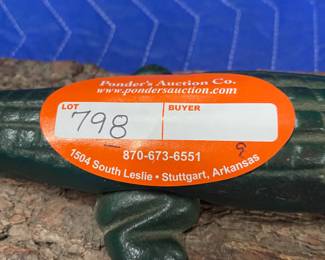 Ponder's Auction Co.
www.pondersauction.com
LOT BUYER
798
870-673-6551
1504 South Leslie • Stuttgart, Arkansas